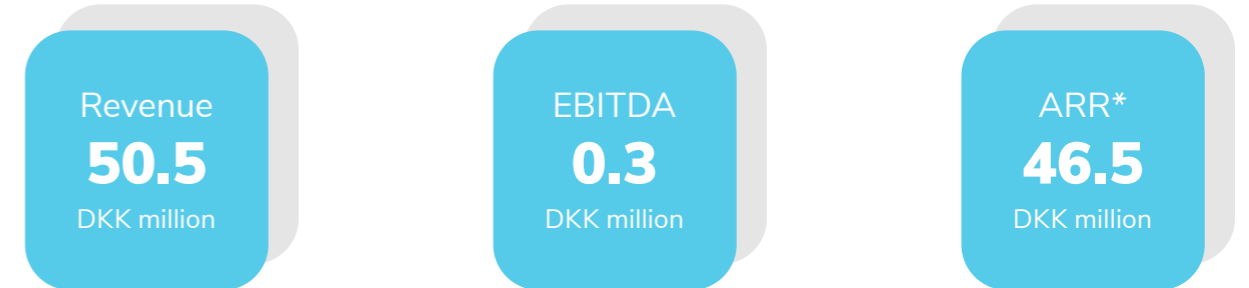 Revenue
50.5
DKK million
EBITDA
0.3
DKK million
ARR*
46.5
DKK million